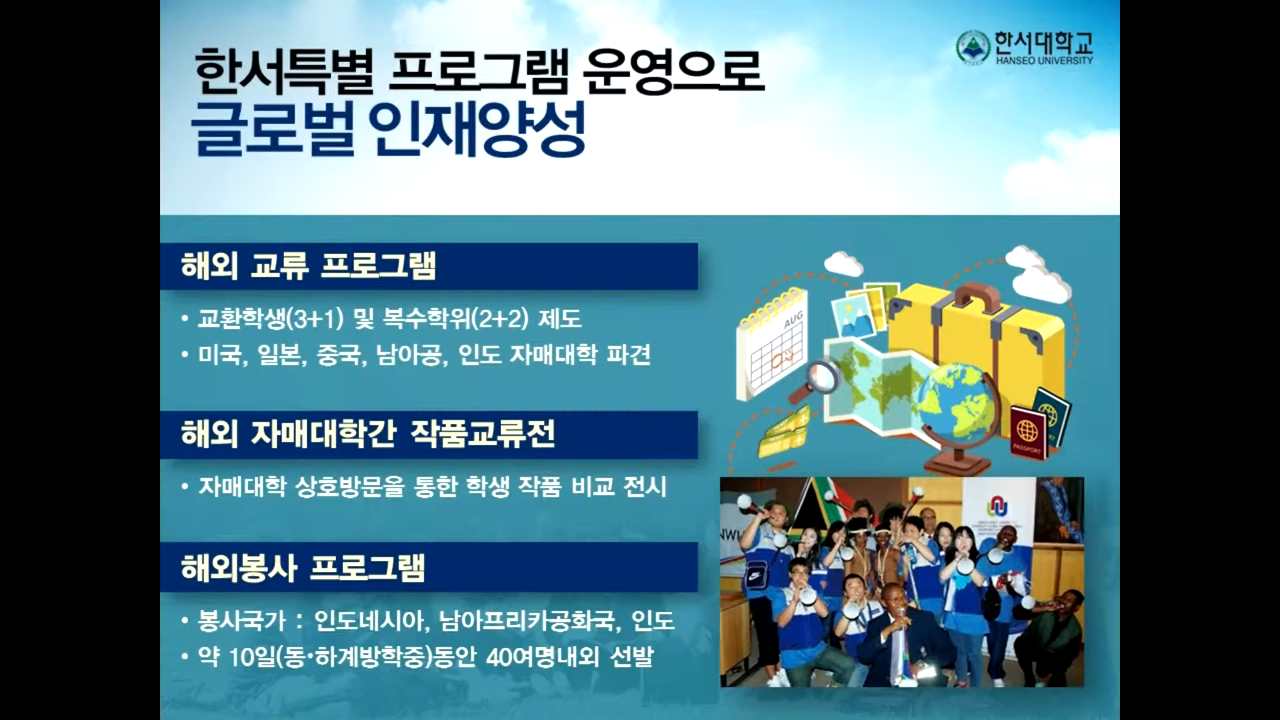 한서대학교
HANSEO UNIVERSITY
한서특별 프로그램 운영으로
글로벌 인재양성
해외 교류 프로그램
• 교환학생(3+1) 및 복수학위(2+2) 제도
• 미국, 일본, 중국, 남아공, 인도 자매대학 파견
AUG
PASSPORT
해외 자매대학간 작품교류전
• 자매대학 상호방문을 통한 학생 작품 비교 전시
해외봉사 프로그램
• 봉사국가 : 인도네시아, 남아프리카공화국, 인도
• 약 10일(동·하계방학중)동안 40여명내외 선발